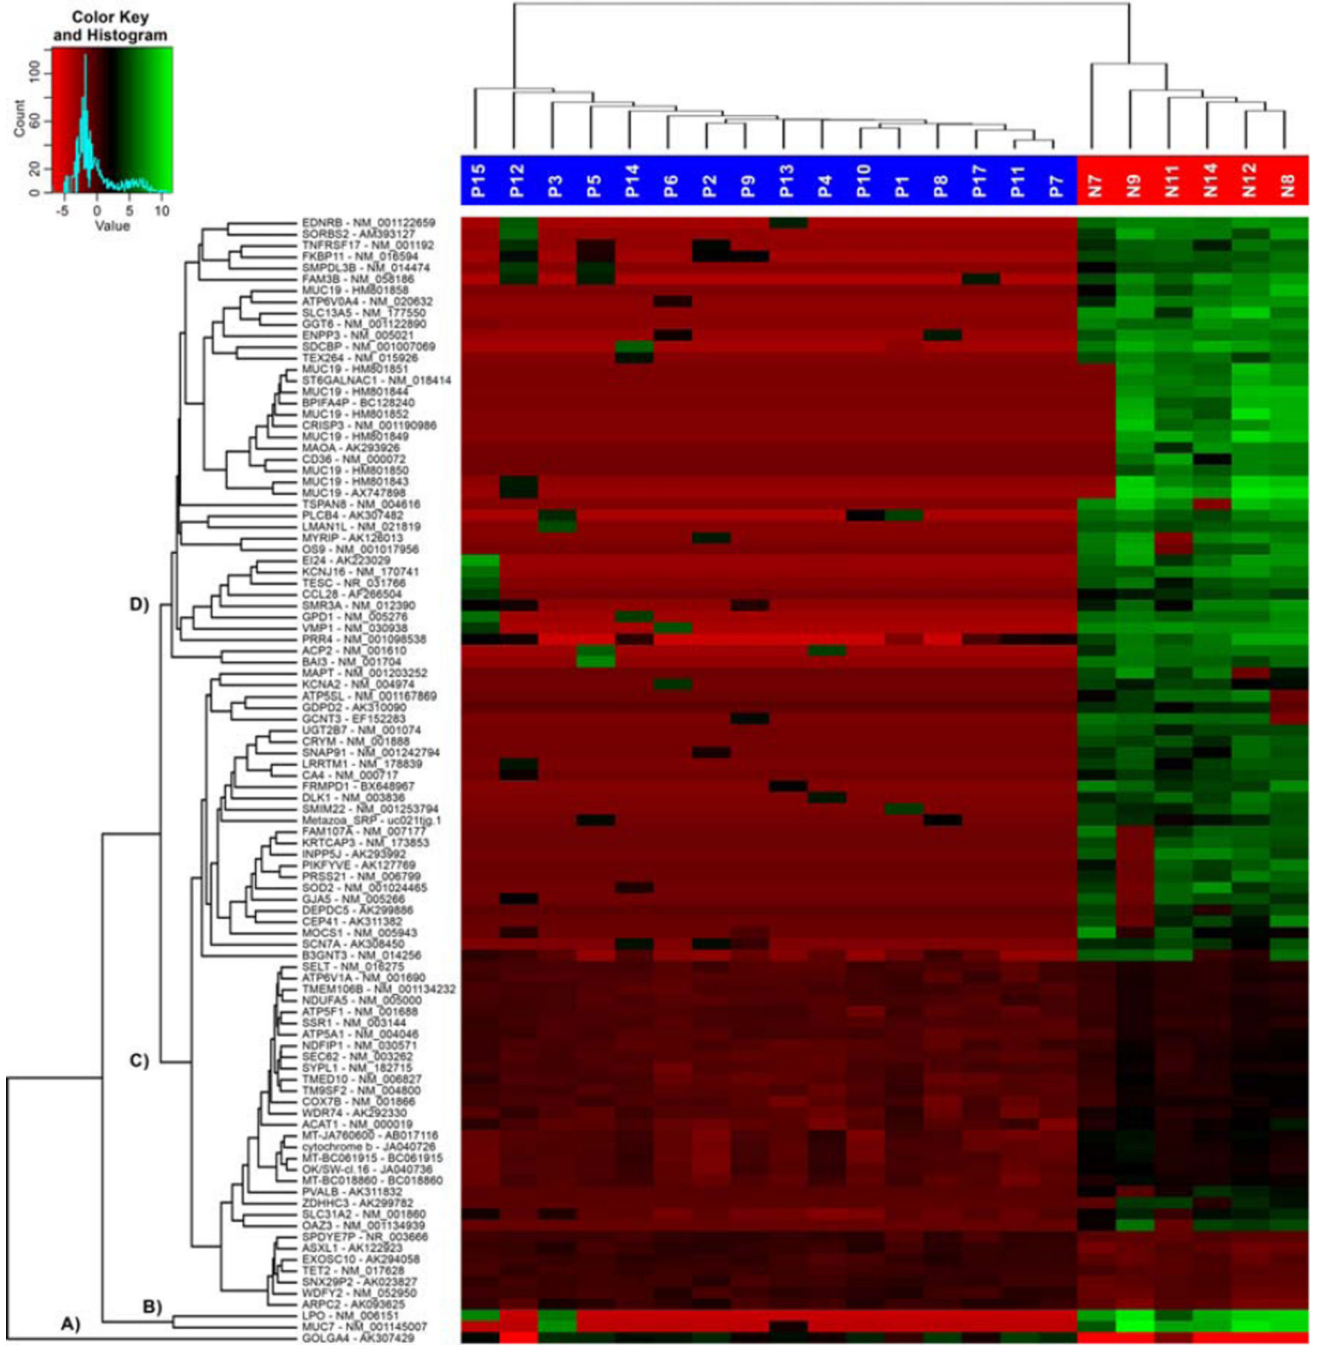 Color Key
and Histogram
Count
0 20 60 100
-5 0 5 10
Value
P15 P12 P3 P5 P14 P6 P2 P9 P13 P4 P10 P1 P8 P17 P11 P7 N7 N9 N11 N14 N12 N8
EDNRB - NM_001122659
SORBS2 - AM393127
TNFRSF17 - NM_001192
FKBP11 - NM_016594
SMPDL3B - NM_014474
FAM3B - NM_058186
MUC19 - HM801858
ATP6V0A4 - NM_020632
SLC13A5 - NM_177550
GGT6 - NM_001122890
ENPP3 - NM_005021
SDCBP - NM_001007069
TEX264 - NM_015926
MUC19 - HM801851
ST6GALNAC1 - NM_018414
MUC19 - HM801844
BPIFA4P - BC128240
MUC19 - HM801852
CRISP3 - NM_001190986
MUC19 - HM801849
MAOA - AK293926
CD36 - NM_000072
MUC19 - HM801850
MUC19 - HM801843
MUC19 - AX747898
TSPAN8 - NM_004616
PLCB4 - AK307482
LMAN1L - NM_021819
MYRIP - AK126013
OS9 - NM_001017956
EI24 - AK223029
KCNJ16 - NM_170741
TESC - NR_031766
CCL28 - AF266504
D)
SMR3A - NM_012390
GPD1 - NM_005276
VMP1 - NM_030938
PRR4 - NM_001098538
ACP2 - NM_001610
BAI3 - NM_001704
MAPT - NM_001203252
KCNA2 - NM_004974
ATP5SL - NM_001167869
GDPD2 - AK310090
GCNT3 - EF152283
UGT2B7 - NM_001074
CRYM - NM_001888
SNAP91 - NM_001242794
LRRTM1 - NM_178839
CA4 - NM_000717
FRMPD1 - BX648967
DLK1 - NM_003836
SMIM22 - NM_001253794
Metazoa_SRP - uc021tjg.1
FAM107A - NM_007177
KRTCAP3 - NM_173853
INPP5J - AK293992
PIKFYVE - AK127769
PRSS21 - NM_006799
SOD2 - NM_001024465
GJA5 - NM_005266
DEPDC5 - AK299886
CEP41 - AK311382
MOCS1 - NM_005943
SCN7A - AK308450
B3GNT3 - NM_014256
SELT - NM_016275
ATP6V1A - NM_001690
TMEM106B - NM_001134232
NDUFA5 - NM_005000
ATP5F1 - NM_001688
SSR1 - NM_003144
ATP5A1 - NM_004046
NDFIP1 - NM_030571
SEC62 - NM_003262
C)
SYPL1 - NM_182715
TMED10 - NM_006827
TM9SF2 - NM_004800
COX7B - NM_001866
WDR74 - AK292330
ACAT1 - NM_000019
MT-JA760600 - AB017116
cytochrome b - JA040726
MT-BC061915 - BC061915
OK/SW-cl.16 - JA040736
MT-BC018860 - BC018860
PVALB - AK311832
ZDHHC3 - AK299782
SLC31A2 - NM_001860
OAZ3 - NM_001134939
SPDYE7P - NR_003666
ASXL1 - AK122923
EXOSC10 - AK294058
TET2 - NM_017628
SNX29P2 - AK023827
WDFY2 - NM_052950
ARPC2 - AK093625
B)
LPO - NM_006151
A)
MUC7 - NM_001145007
GOLGA4 - AK307429